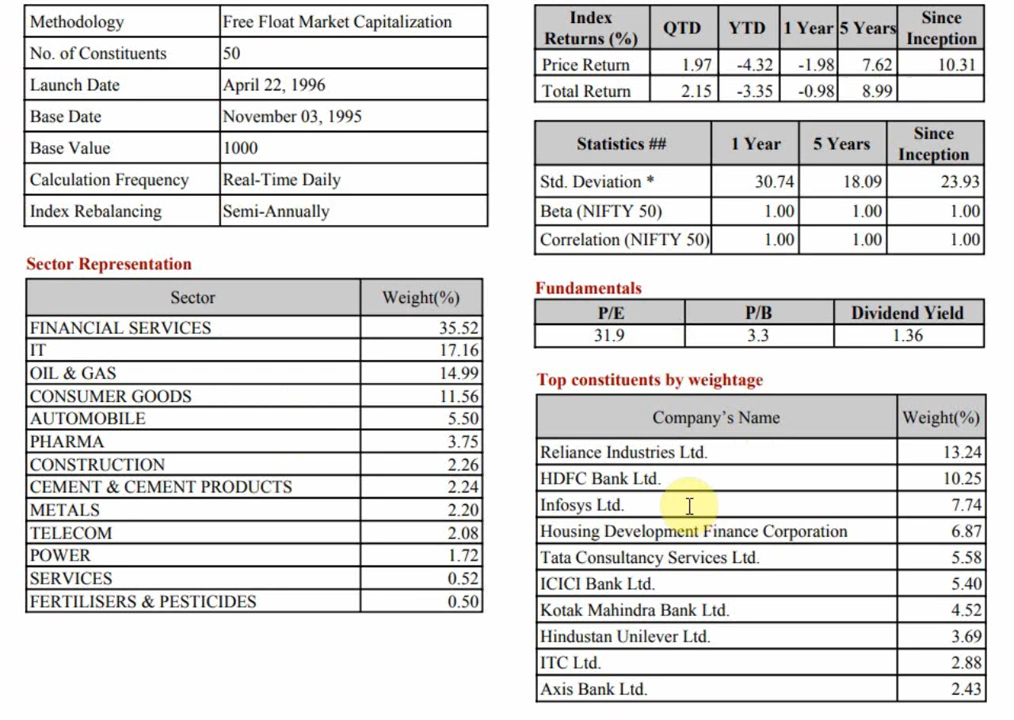 Methodology Free Float Market Capitalization
No. of Constituents 50
Launch Date April 22, 1996
Base Date November 03, 1995
Base Value 1000
Calculation Frequency Real-Time Daily
Index Rebalancing Semi-Annually
Sector Representation
Sector Weight(%)
FINANCIAL SERVICES 35.52
IT 17.16
OIL & GAS 14.99
CONSUMER GOODS 11.56
AUTOMOBILE 5.50
PHARMA 3.75
CONSTRUCTION 2.26
CEMENT & CEMENT PRODUCTS 2.24
METALS 2.20
TELECOM 2.08
POWER 1.72
SERVICES 0.52
FERTILISERS & PESTICIDES 0.50
Index Returns (%) QTD YTD 1 Year 5 Years Since Inception
Price Return 1.97 -4.32 -1.98 7.62 10.31
Total Return 2.15 -3.35 -0.98 8.99
Statistics ## 1 Year 5 Years Since Inception
Std. Deviation * 30.74 18.09 23.93
Beta (NIFTY 50) 1.00 1.00 1.00
Correlation (NIFTY 50) 1.00 1.00 1.00
Fundamentals
P/E P/B Dividend Yield
31.9 3.3 1.36
Top constituents by weightage
Company's Name Weight(%)
Reliance Industries Ltd. 13.24
HDFC Bank Ltd. 10.25
Infosys Ltd. 7.74
Housing Development Finance Corporation 6.87
Tata Consultancy Services Ltd. 5.58
ICICI Bank Ltd. 5.40
Kotak Mahindra Bank Ltd. 4.52
Hindustan Unilever Ltd. 3.69
ITC Ltd. 2.88
Axis Bank Ltd. 2.43